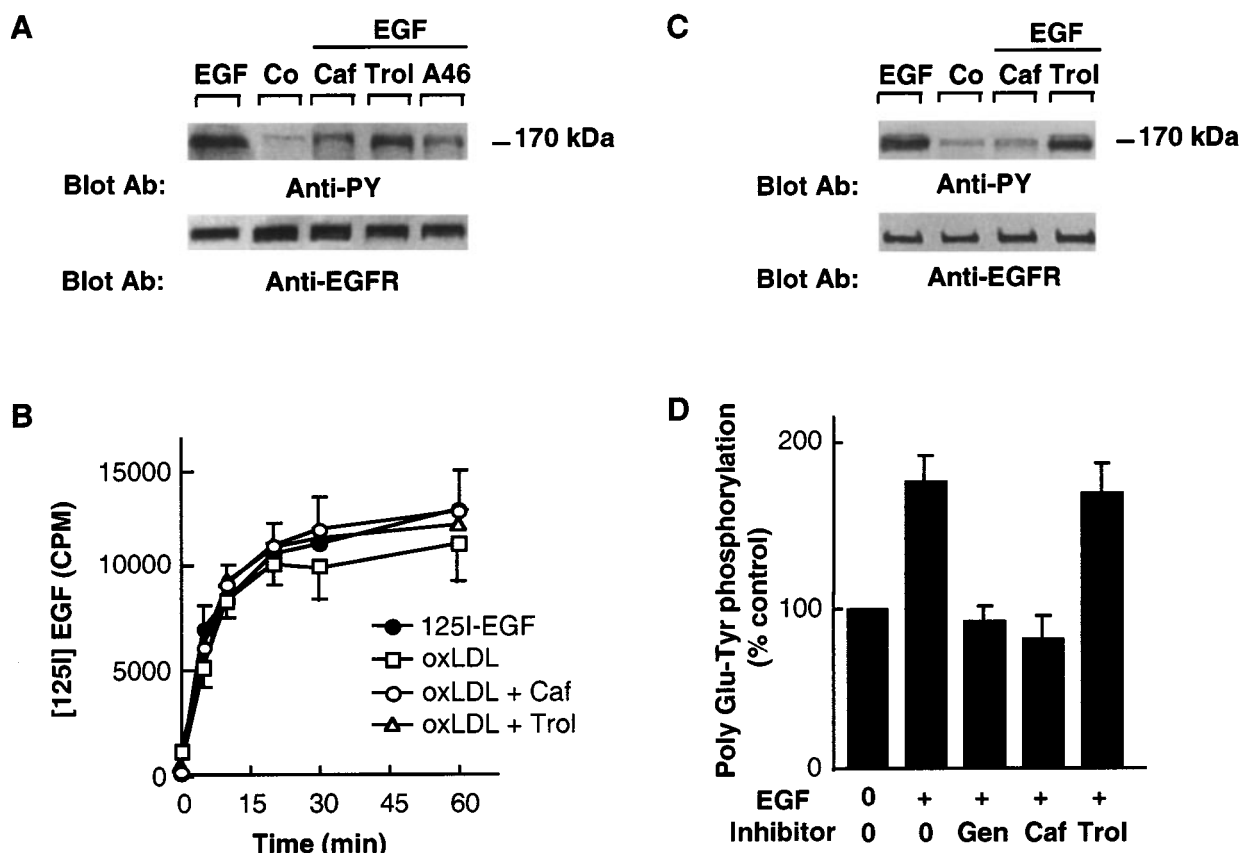 A
EGF
EGF Co Caf Trol A46
170 kDa
Blot Ab: Anti-PY
Blot Ab: Anti-EGFR
C
EGF
EGF Co Caf Trol
170 kDa
Blot Ab: Anti-PY
Blot Ab: Anti-EGFR
B
[125I] EGF (CPM)
15000
10000
5000
0
125I-EGF
oxLDL
oxLDL + Caf
oxLDL + Trol
0 15 30 45 60
Time (min)
D
Poly Glu-Tyr phosphorylation
(% control)
200
100
0
EGF 0 + + + +
Inhibitor 0 0 Gen Caf Trol